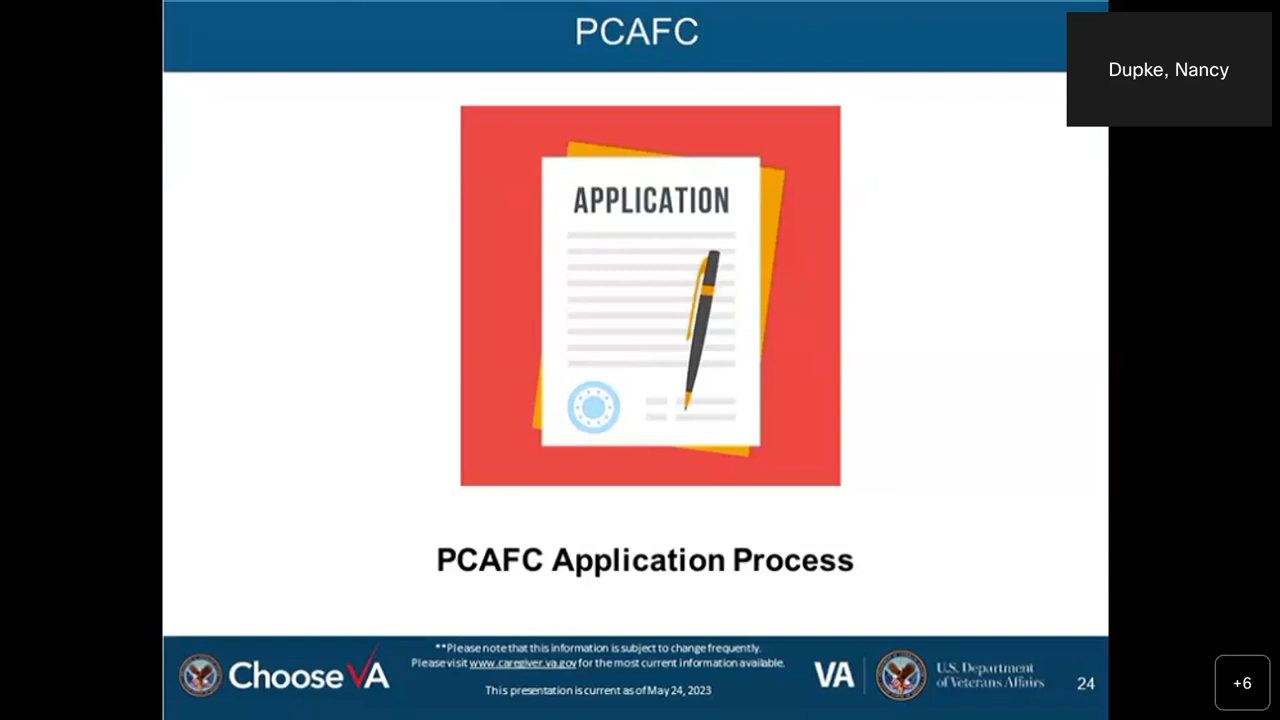 PCAFC
Dupke, Nancy
APPLICATION
PCAFC Application Process
**Please note that this information is subject to change frequently.
Please visit www.caregiver.va.gov for the most current information available.
This presentation is current as of May 24, 2023
Choose VA
VA
U.S. Department
of Veterans Affairs
24
+6